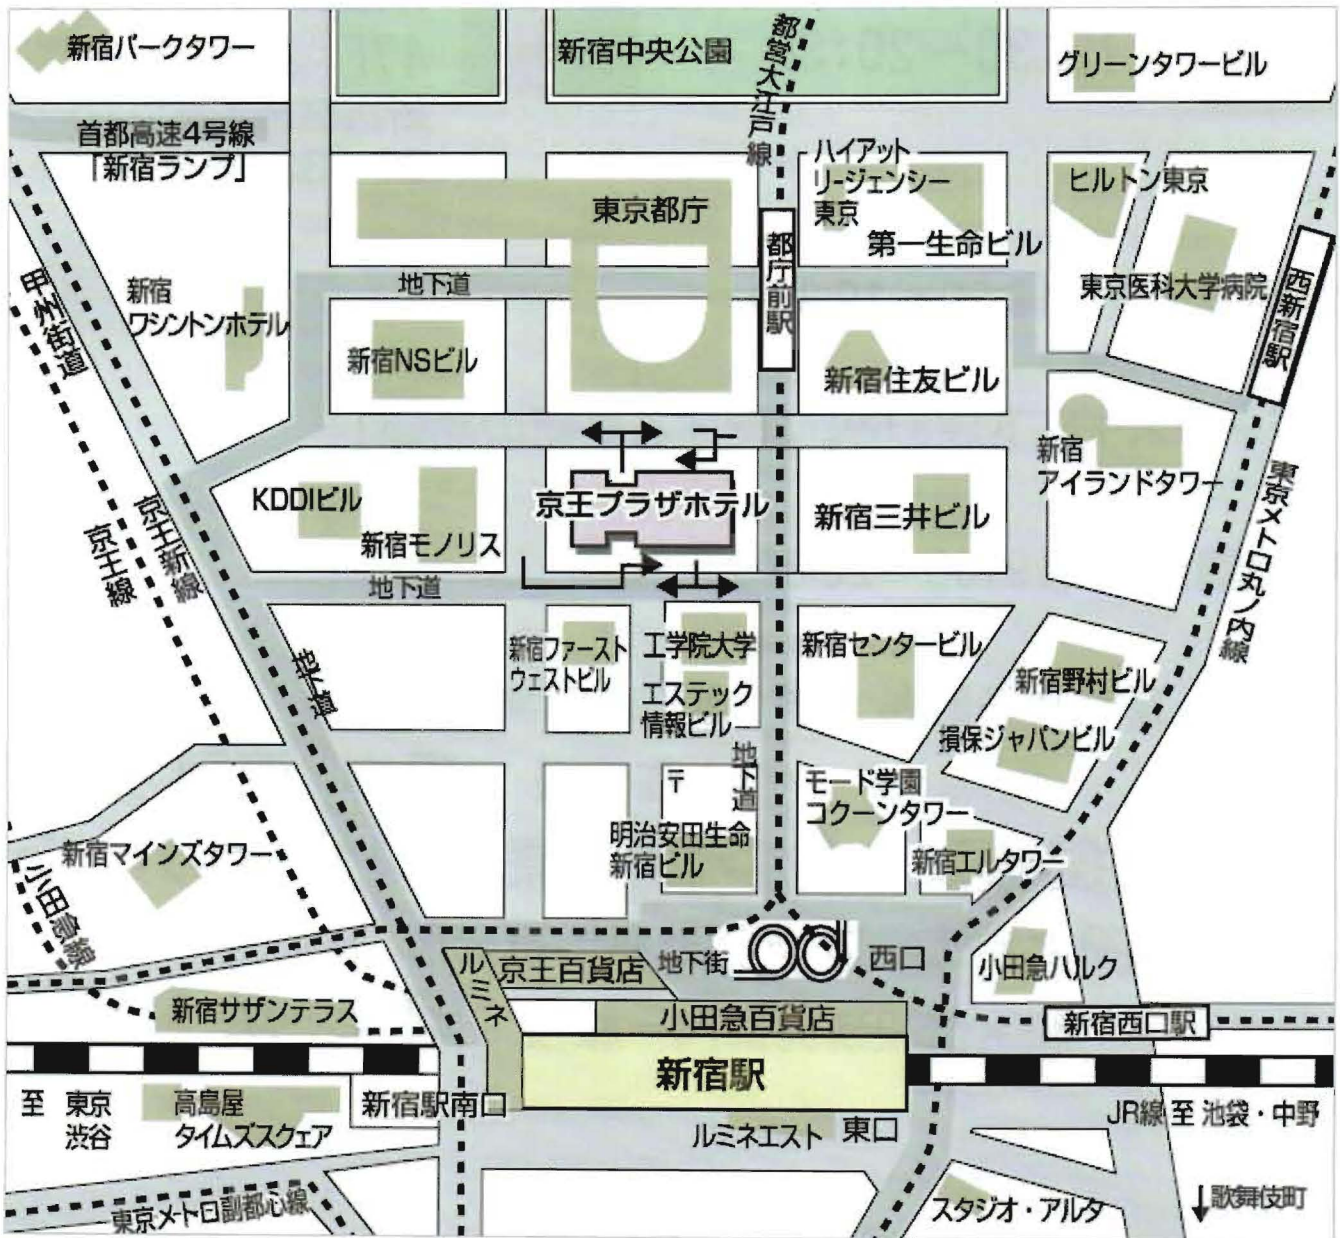 新宿パークタワー
新宿中央公園
都営大江戸線
グリーンタワービル
首都高速4号線
「新宿ランプ」
ハイアット
リージェンシー
東京
ヒルトン東京
東京都庁
第一生命ビル
都庁前駅
西新宿駅
地下道
東京医科大学病院
甲州街道
新宿
ワシントンホテル
新宿NSビル
新宿住友ビル
新宿
アイランドタワー
東京メトロ丸ノ内線
KDDIビル
新宿モノリス
京王プラザホテル
新宿三井ビル
京王新線
京王線
地下道
地下道
新宿ファースト
ウェストビル
工学院大学
エステック
情報ビル
新宿センタービル
新宿野村ビル
損保ジャパンビル
地下道
〒
モード学園
コクーンタワー
明治安田生命
新宿ビル
新宿エルタワー
新宿マインズタワー
小田急線
ルミネ
京王百貨店
地下街
西口
小田急ハルク
新宿サザンテラス
小田急百貨店
新宿西口駅
新宿駅
至 東京
渋谷
高島屋
タイムズスクェア
新宿駅南口
ルミネエスト
東口
JR線 至 池袋・中野
東京メトロ副都心線
スタジオ・アルタ
↓歌舞伎町